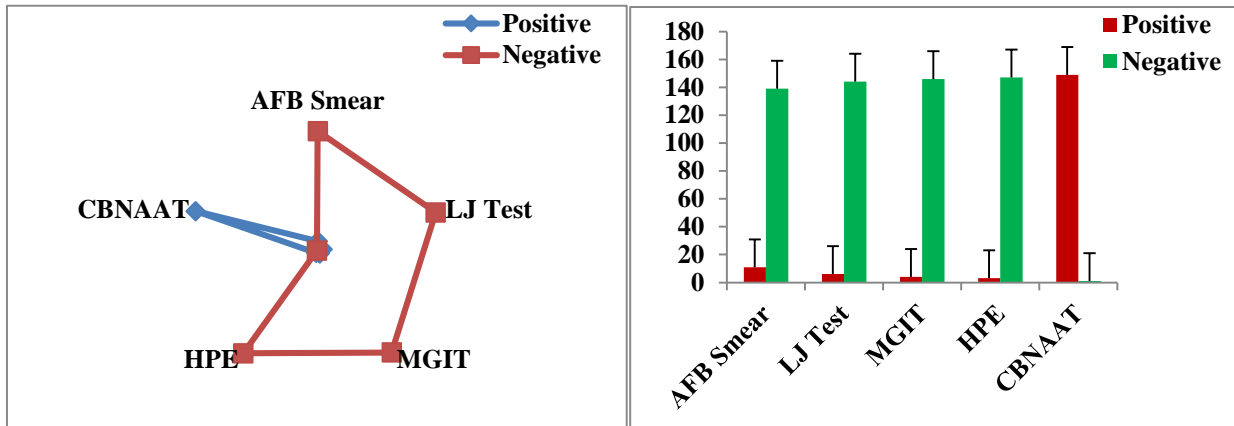 Positive
Negative
AFB Smear
CBNAAT
LJ Test
HPE
MGIT
180
160
140
120
100
80
60
40
20
0
Positive
Negative
AFB Smear
LJ Test
MGIT
HPE
CBNAAT